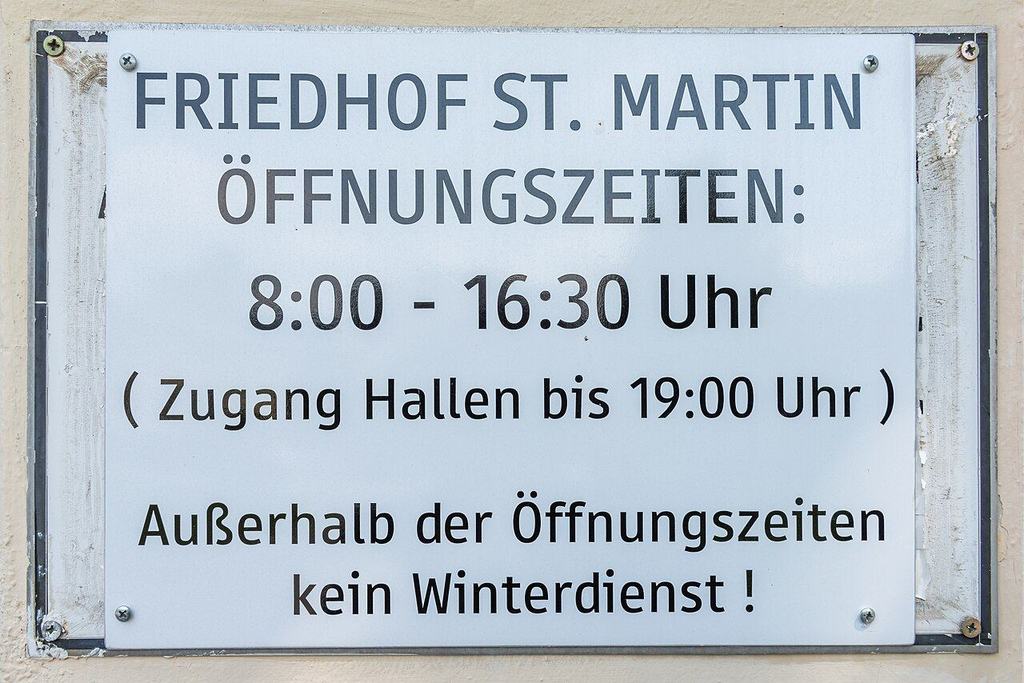 FRIEDHOF ST. MARTIN
ÖFFNUNGSZEITEN:
8:00 - 16:30 Uhr
( Zugang Hallen bis 19:00 Uhr )
Außerhalb der Öffnungszeiten
kein Winterdienst !